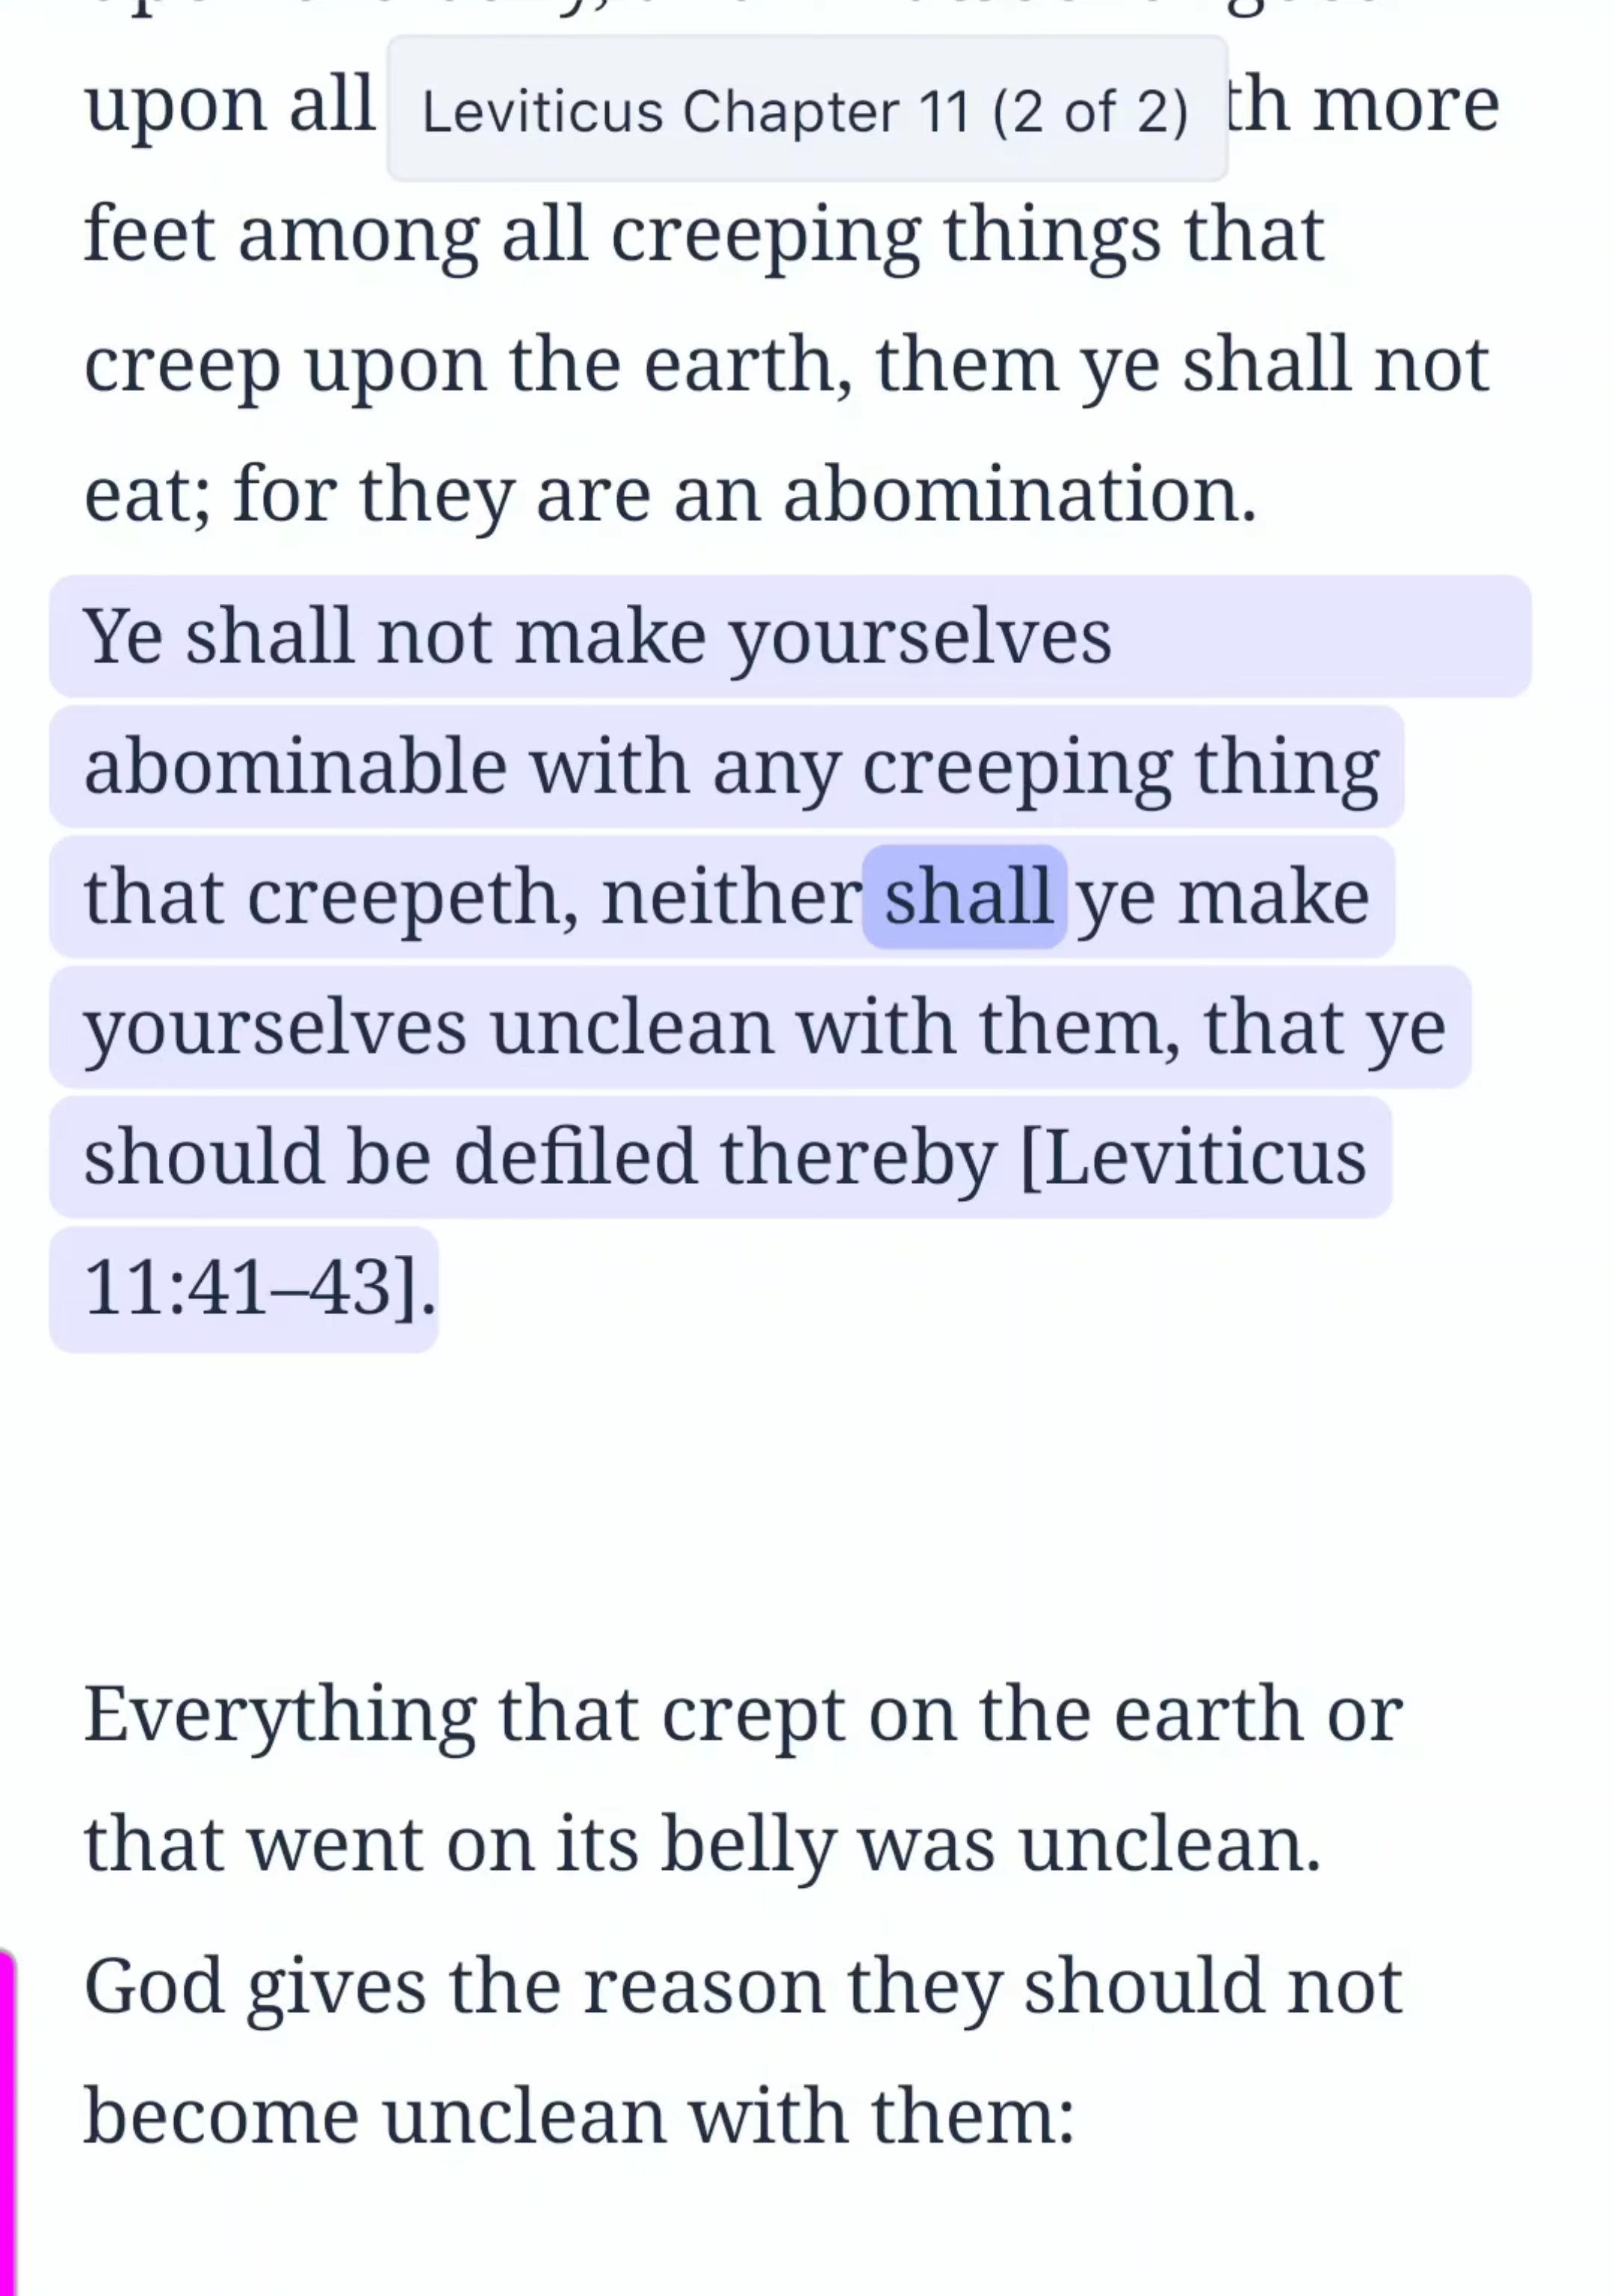 upon all
Leviticus Chapter 11 (2 of 2)
th more
feet among all creeping things that
creep upon the earth, them ye shall not
eat; for they are an abomination.
Ye shall not make yourselves
abominable with any creeping thing
that creepeth, neither shall ye make
yourselves unclean with them, that ye
should be defiled thereby [Leviticus
11:41–43].
Everything that crept on the earth or
that went on its belly was unclean.
God gives the reason they should not
become unclean with them: